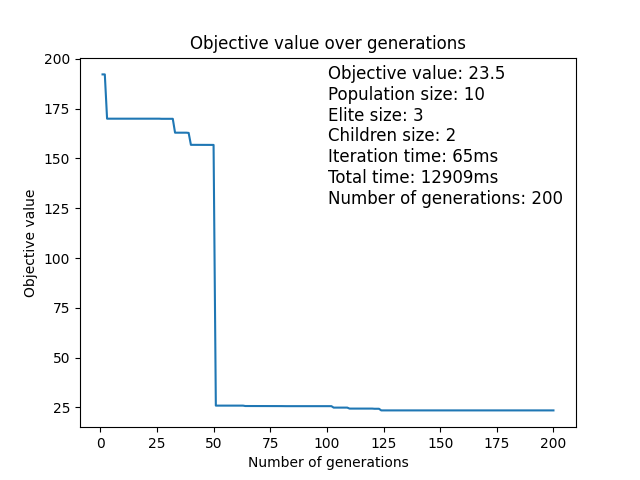 Objective value over generations
Objective value: 23.5
Population size: 10
Elite size: 3
Children size: 2
Iteration time: 65ms
Total time: 12909ms
Number of generations: 200
Objective value
200
175
150
125
100
75
50
25
0 25 50 75 100 125 150 175 200
Number of generations